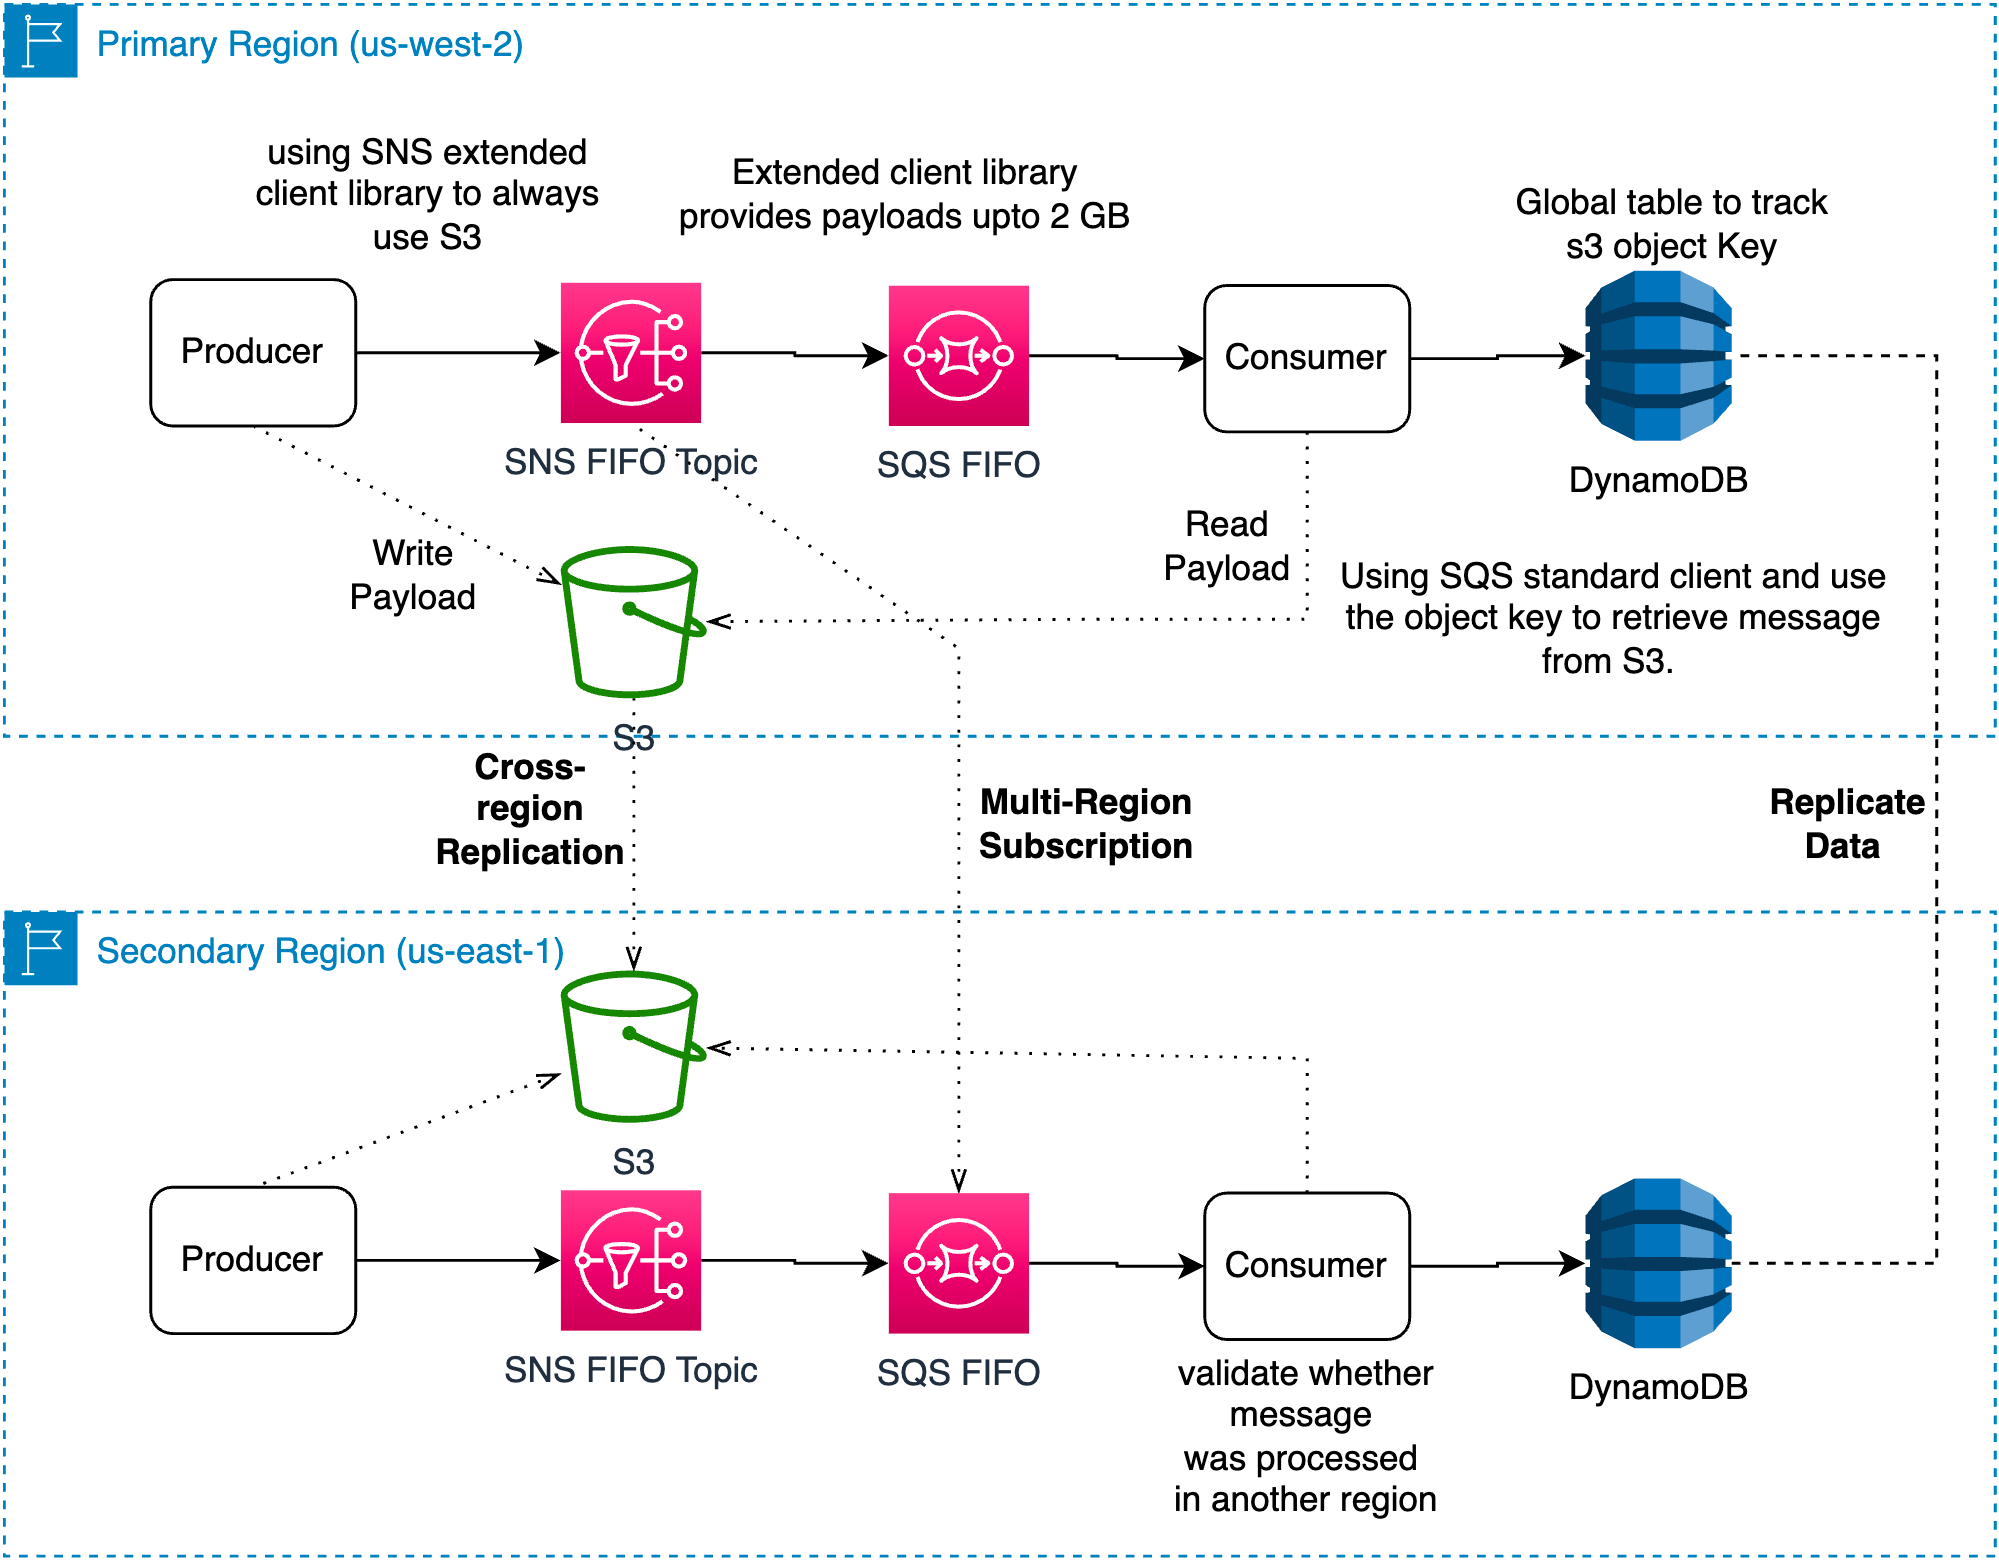 Primary Region (us-west-2)
using SNS extended
client library to always
use S3
Extended client library
provides payloads upto 2 GB
Global table to track
s3 object Key
Producer
Consumer
SNS FIFO Topic
SQS FIFO
DynamoDB
Write
Payload
Read
Payload
Using SQS standard client and use
the object key to retrieve message
from S3.
S3
Cross-
region
Replication
Multi-Region
Subscription
Replicate
Data
Secondary Region (us-east-1)
S3
Producer
Consumer
SNS FIFO Topic
SQS FIFO
DynamoDB
validate whether
message
was processed
in another region